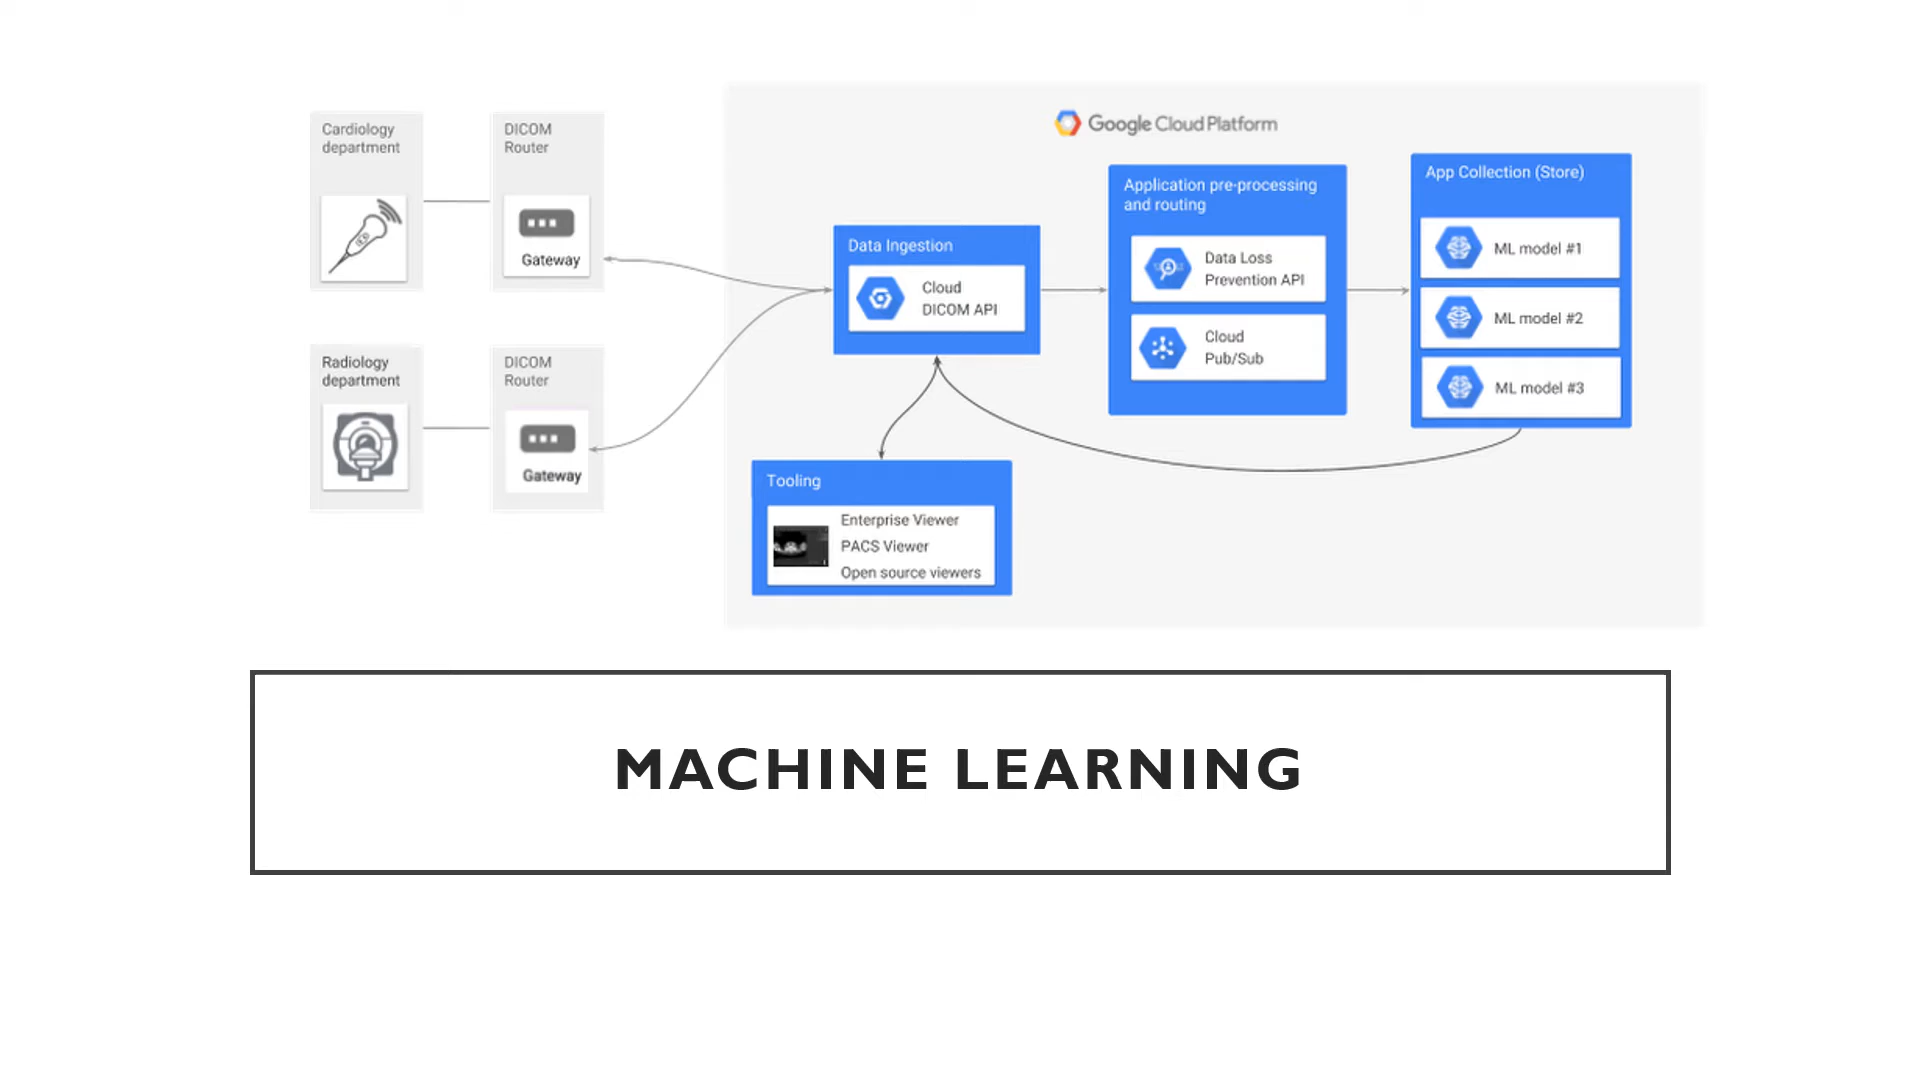 Cardiology
department
DICOM
Router
Gateway
Radiology
department
DICOM
Router
Gateway
Google Cloud Platform
Data Ingestion
Cloud
DICOM API
Application pre-processing
and routing
Data Loss
Prevention API
Cloud
Pub/Sub
App Collection (Store)
ML model #1
ML model #2
ML model #3
Tooling
Enterprise Viewer
PACS Viewer
Open source viewers
MACHINE LEARNING